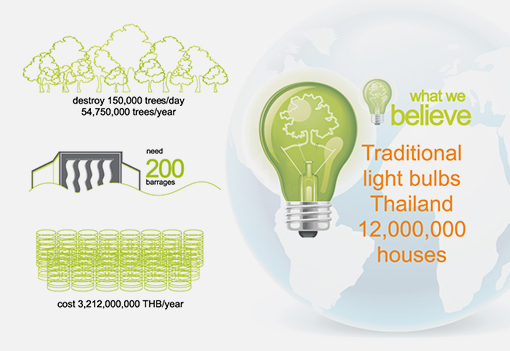 destroy 150,000 trees/day
54,750,000 trees/year
need
200
barrages
cost 3,212,000,000 THB/year
what we
believe
Traditional
light bulbs
Thailand
12,000,000
houses